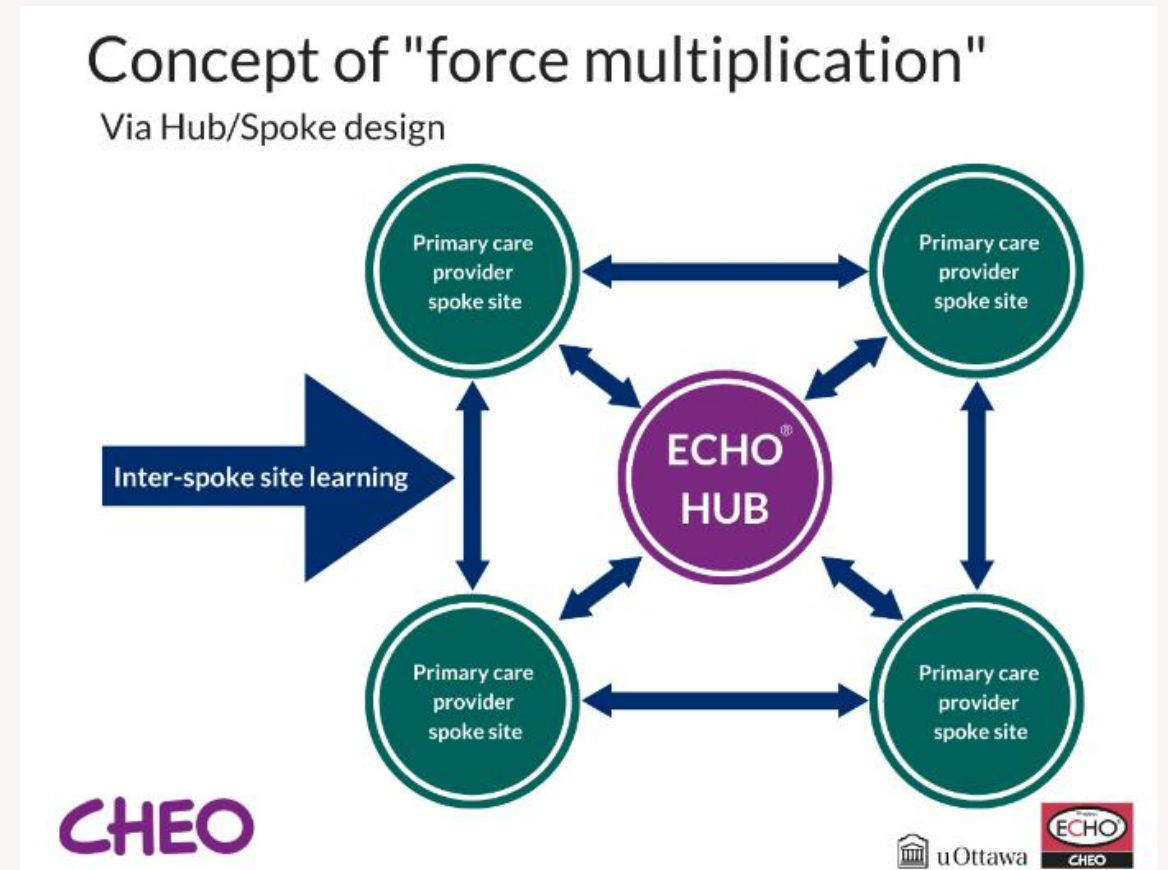 Concept of "force multiplication"
Via Hub/Spoke design
Primary care
provider
spoke site
Primary care
provider
spoke site
Inter-spoke site learning
ECHO®
HUB
Primary care
provider
spoke site
Primary care
provider
spoke site
CHEO
uOttawa
ECHO
CHEO